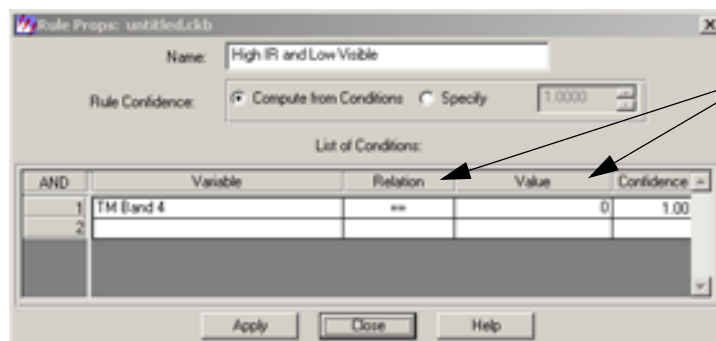 Rule Props: untitled.ckb
Name: High IR and Low Visible
Rule Confidence: Compute from Conditions Specify 1.0000
List of Conditions:
AND Variable Relation Value Confidence
1 TM Band 4 == 0 1.00
2
Apply Close Help